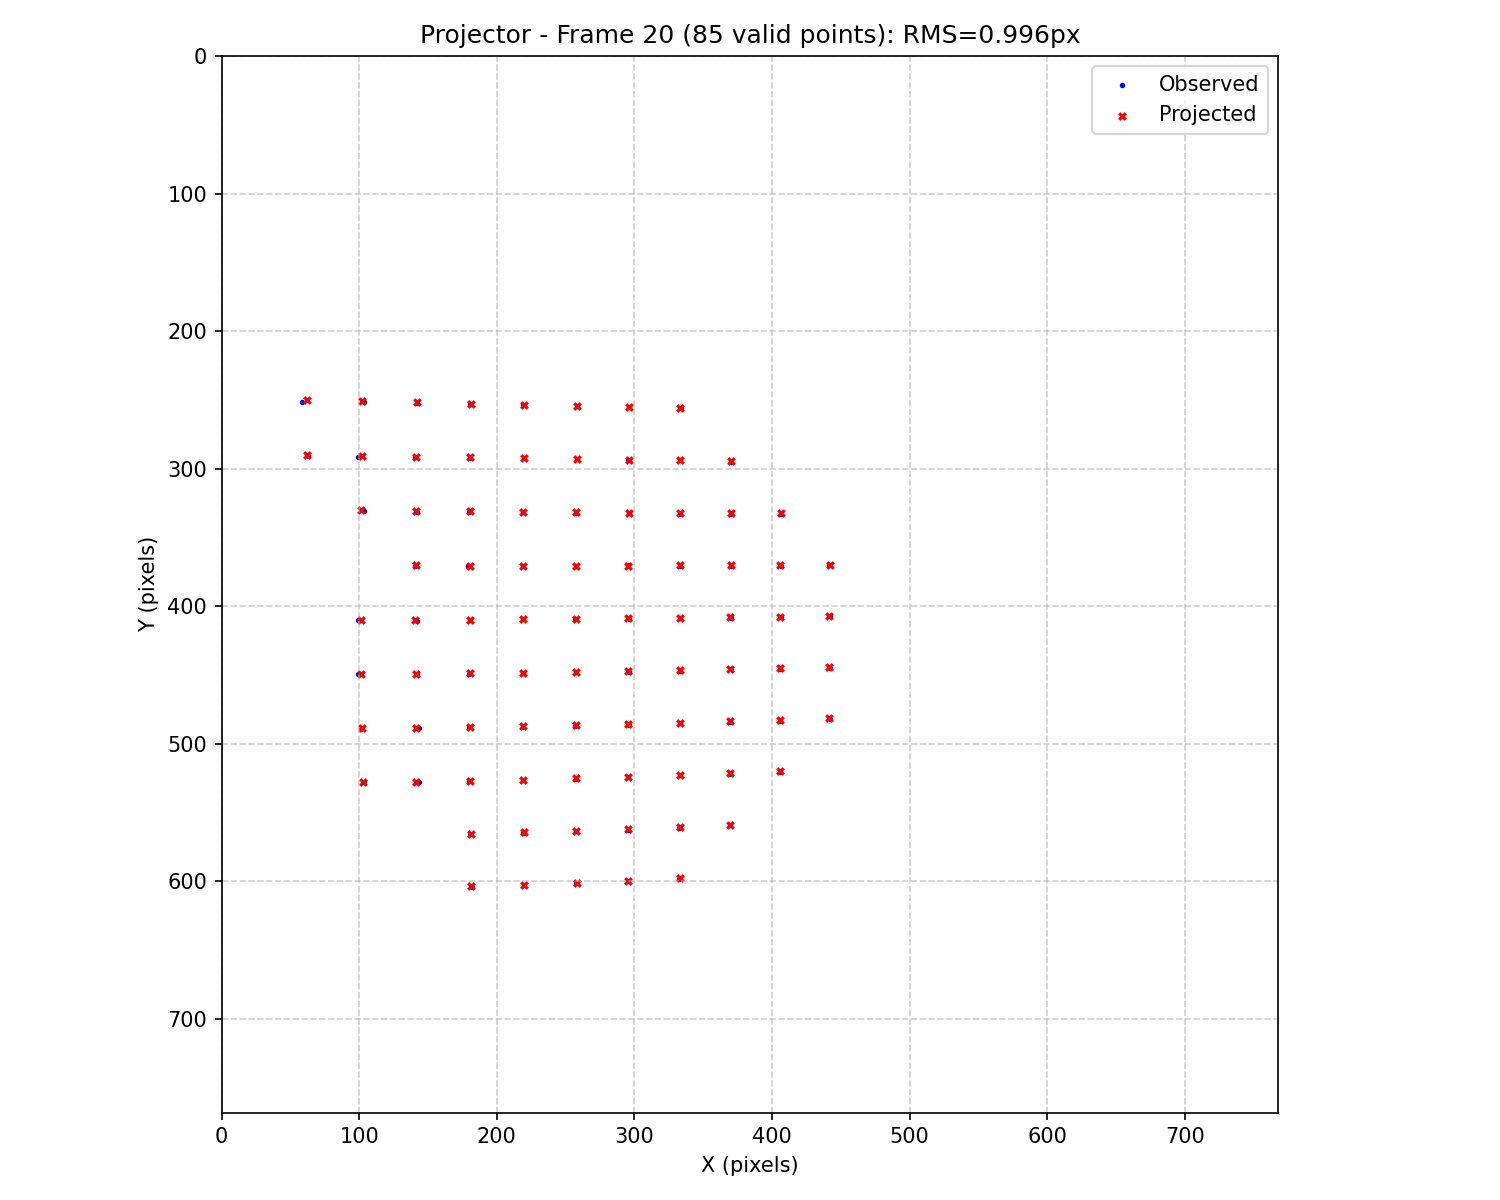 Projector - Frame 20 (85 valid points): RMS=0.996px
Observed
Projected
0
100
200
300
400
500
600
700
Y (pixels)
0 100 200 300 400 500 600 700
X (pixels)